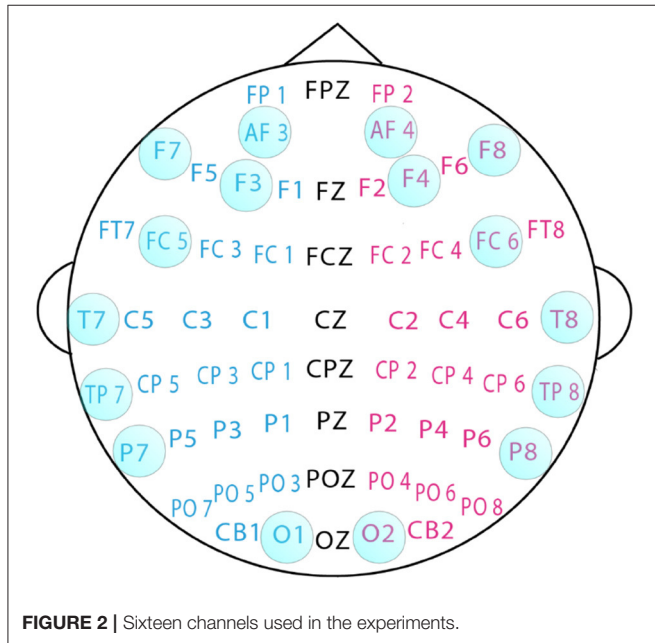 FP 1 FPZ FP 2
AF 3 AF 4
F7 F5 F3 F1 FZ F2 F4 F6 F8
FT7 FC 5 FC 3 FC 1 FCZ FC 2 FC 4 FC 6 FT8
T7 C5 C3 C1 CZ C2 C4 C6 T8
TP 7 CP 5 CP 3 CP 1 CPZ CP 2 CP 4 CP 6 TP 8
P7 P5 P3 P1 PZ P2 P4 P6 P8
PO 7 PO 5 PO 3 POZ PO 4 PO 6 PO 8
CB1 O1 OZ O2 CB2
FIGURE 2 | Sixteen channels used in the experiments.